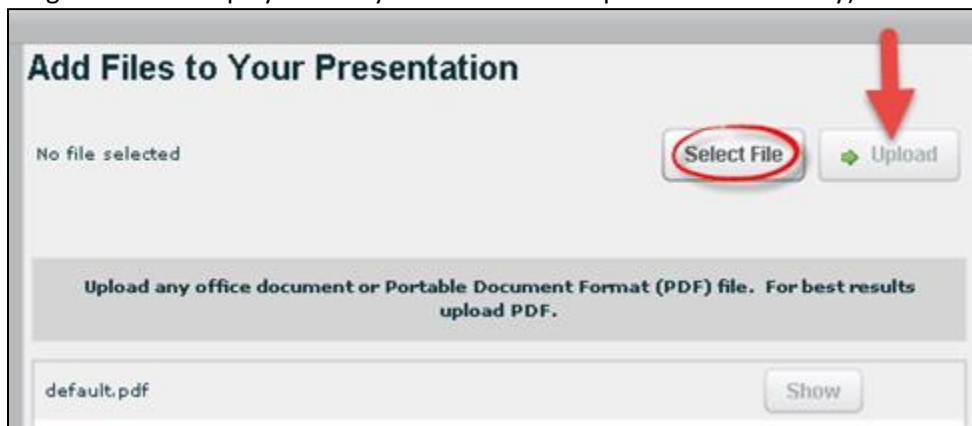 Add Files to Your Presentation
No file selected
Select File
Upload
Upload any office document or Portable Document Format (PDF) file. For best results
upload PDF.
default.pdf
Show